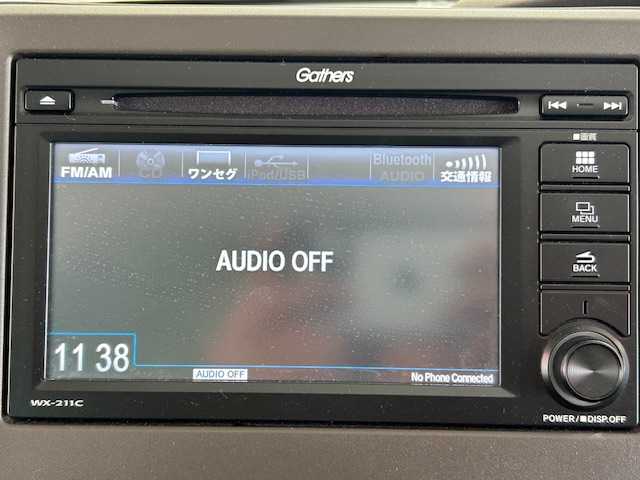 Gathers
■画質
FM/AM CD ワンセグ iPod/USB Bluetooth AUDIO 交通情報
HOME
MENU
AUDIO OFF
BACK
11 38
AUDIO OFF
No Phone Connected
WX-211C
POWER/■DISP.OFF